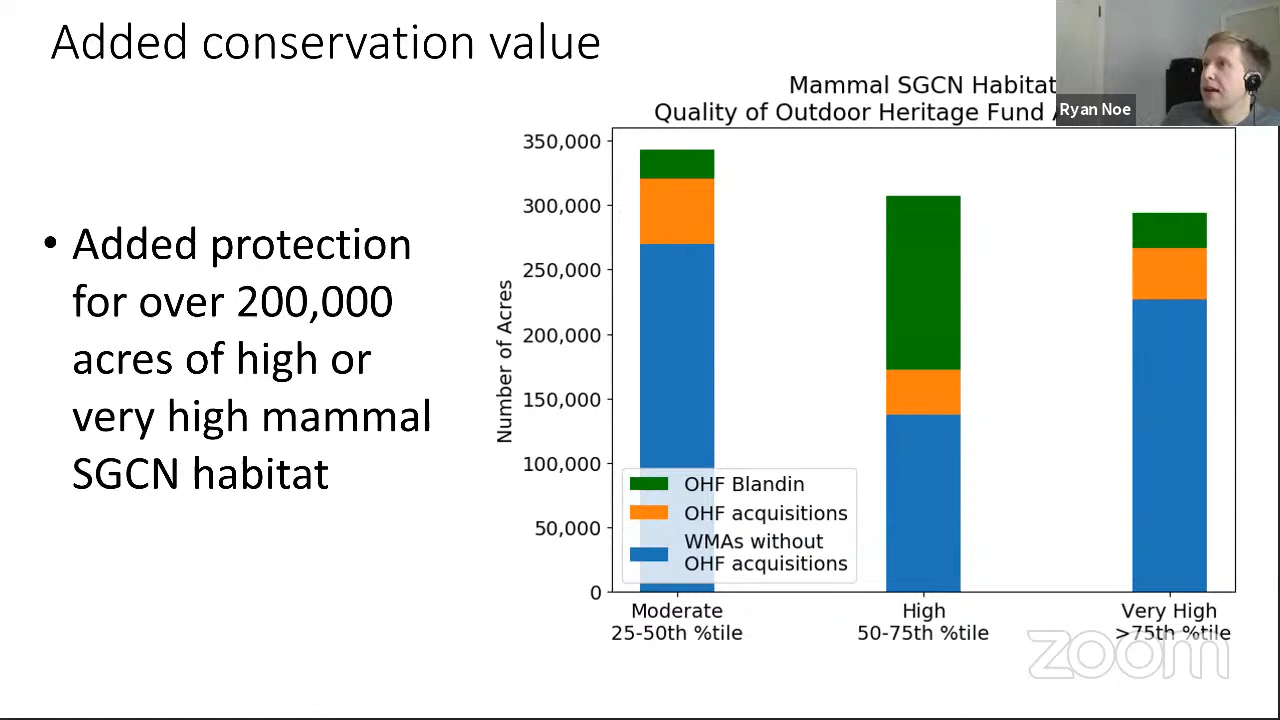 Added conservation value
Ryan Noe
Mammal SGCN Habitat
Quality of Outdoor Heritage Fund
• Added protection
for over 200,000
acres of high or
very high mammal
SGCN habitat
Number of Acres
350,000
300,000
250,000
200,000
150,000
100,000
50,000
0
OHF Blandin
OHF acquisitions
WMAs without
OHF acquisitions
Moderate
25-50th %tile
High
50-75th %tile
Very High
>75th %tile
zoom